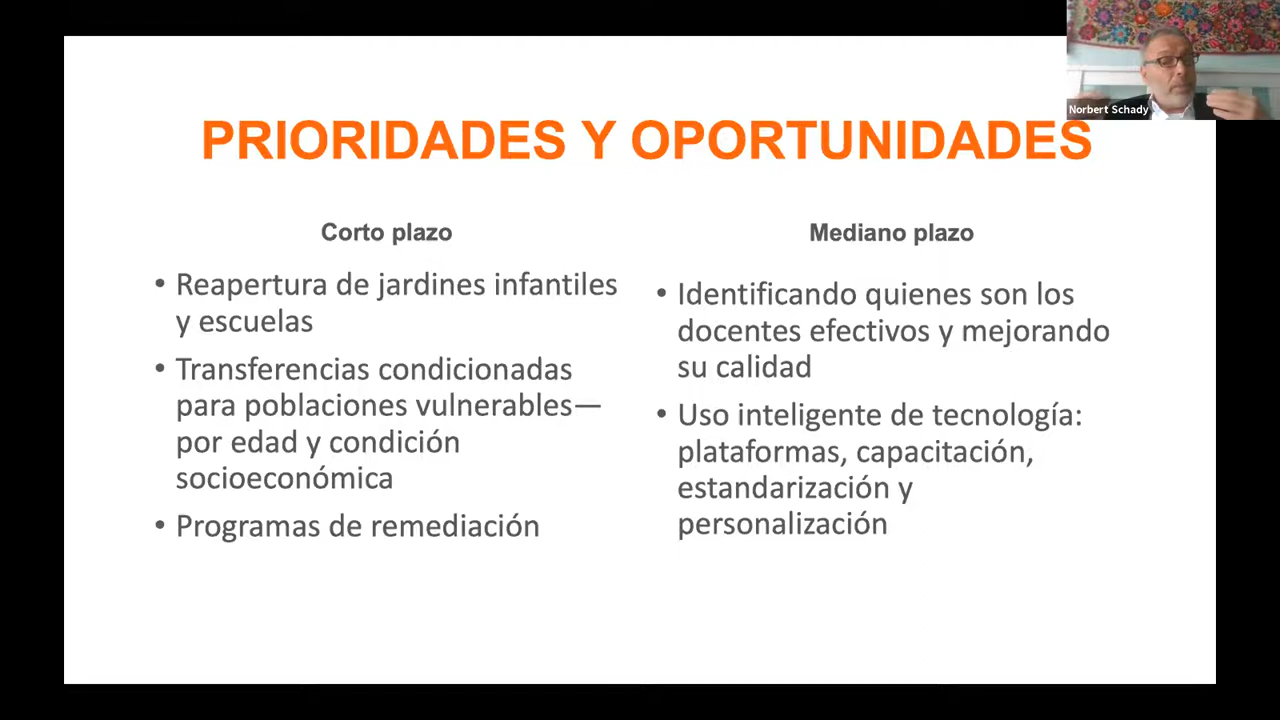 Norbert Schady
PRIORIDADES Y OPORTUNIDADES
Corto plazo
• Reapertura de jardines infantiles
y escuelas
• Transferencias condicionadas
para poblaciones vulnerables—
por edad y condición
socioeconómica
• Programas de remediación
Mediano plazo
• Identificando quienes son los
docentes efectivos y mejorando
su calidad
• Uso inteligente de tecnología:
plataformas, capacitación,
estandarización y
personalización